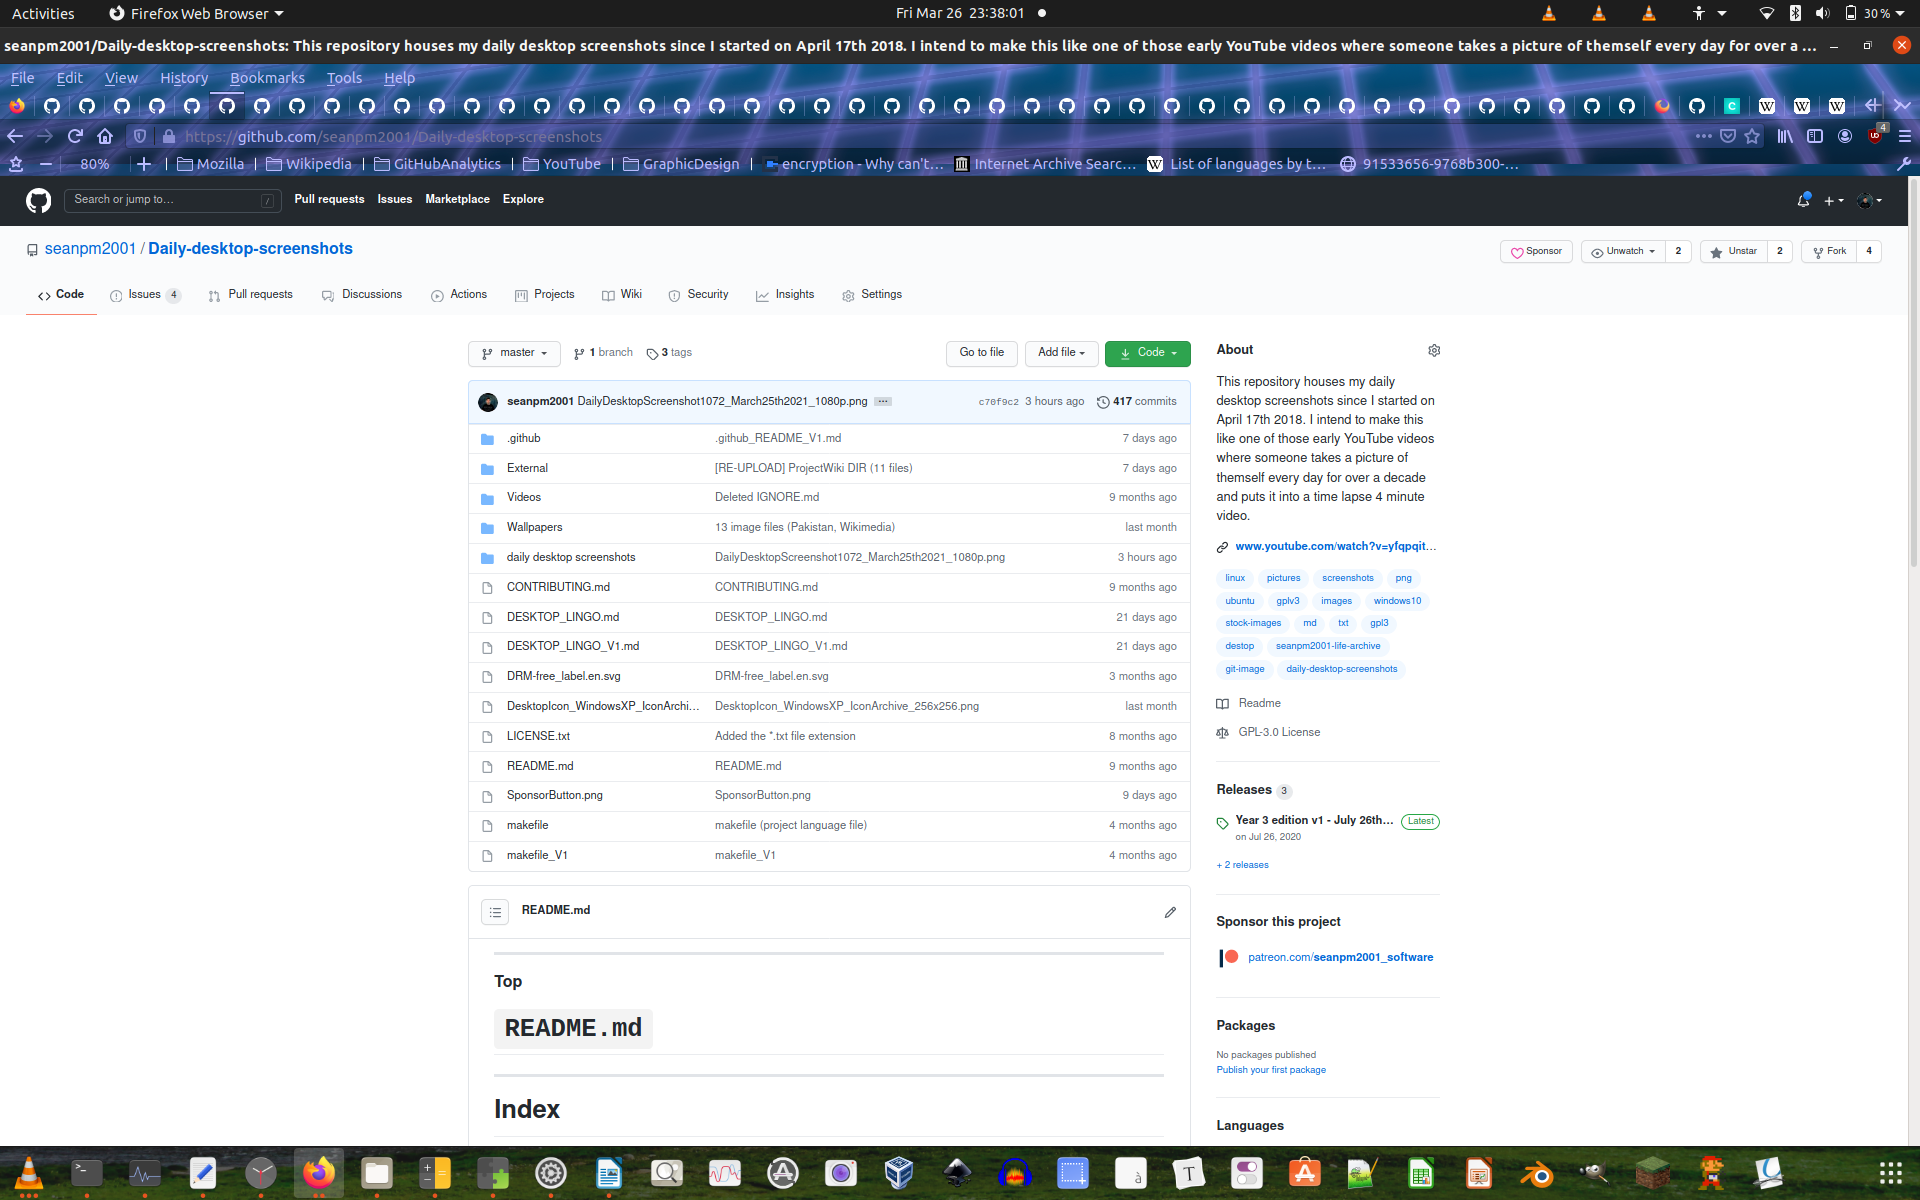 Activities Firefox Web Browser Fri Mar 26 23:38:01 30 %
seanpm2001/Daily-desktop-screenshots: This repository houses my daily desktop screenshots since I started on April 17th 2018. I intend to make this like one of those early YouTube videos where someone takes a picture of themself every day for over a ...
File Edit View History Bookmarks Tools Help
https://github.com/seanpm2001/Daily-desktop-screenshots 4
80% Mozilla Wikipedia GitHubAnalytics YouTube GraphicDesign encryption - Why can't... Internet Archive Searc... List of languages by t... 91533656-9768b300-...
Search or jump to... / Pull requests Issues Marketplace Explore
seanpm2001 / Daily-desktop-screenshots Sponsor Unwatch 2 Unstar 2 Fork 4
Code Issues 4 Pull requests Discussions Actions Projects Wiki Security Insights Settings
master 1 branch 3 tags Go to file Add file Code
seanpm2001 DailyDesktopScreenshot1072_March25th2021_1080p.png ... c70f9c2 3 hours ago 417 commits
.github .github_README_V1.md 7 days ago
External [RE-UPLOAD] ProjectWiki DIR (11 files) 7 days ago
Videos Deleted IGNORE.md 9 months ago
Wallpapers 13 image files (Pakistan, Wikimedia) last month
daily desktop screenshots DailyDesktopScreenshot1072_March25th2021_1080p.png 3 hours ago
CONTRIBUTING.md CONTRIBUTING.md 9 months ago
DESKTOP_LINGO.md DESKTOP_LINGO.md 21 days ago
DESKTOP_LINGO_V1.md DESKTOP_LINGO_V1.md 21 days ago
DRM-free_label.en.svg DRM-free_label.en.svg 3 months ago
DesktopIcon_WindowsXP_IconArchi... DesktopIcon_WindowsXP_IconArchive_256x256.png last month
LICENSE.txt Added the *.txt file extension 8 months ago
README.md README.md 9 months ago
SponsorButton.png SponsorButton.png 9 days ago
makefile makefile (project language file) 4 months ago
makefile_V1 makefile_V1 4 months ago
README.md
Top
README.md
Index
About
This repository houses my daily
desktop screenshots since I started on
April 17th 2018. I intend to make this
like one of those early YouTube videos
where someone takes a picture of
themself every day for over a decade
and puts it into a time lapse 4 minute
video.
www.youtube.com/watch?v=yfqpqit...
linux pictures screenshots png
ubuntu gplv3 images windows10
stock-images md txt gpl3
destop seanpm2001-life-archive
git-image daily-desktop-screenshots
Readme
GPL-3.0 License
Releases 3
Year 3 edition v1 - July 26th... Latest
on Jul 26, 2020
+ 2 releases
Sponsor this project
patreon.com/seanpm2001_software
Packages
No packages published
Publish your first package
Languages